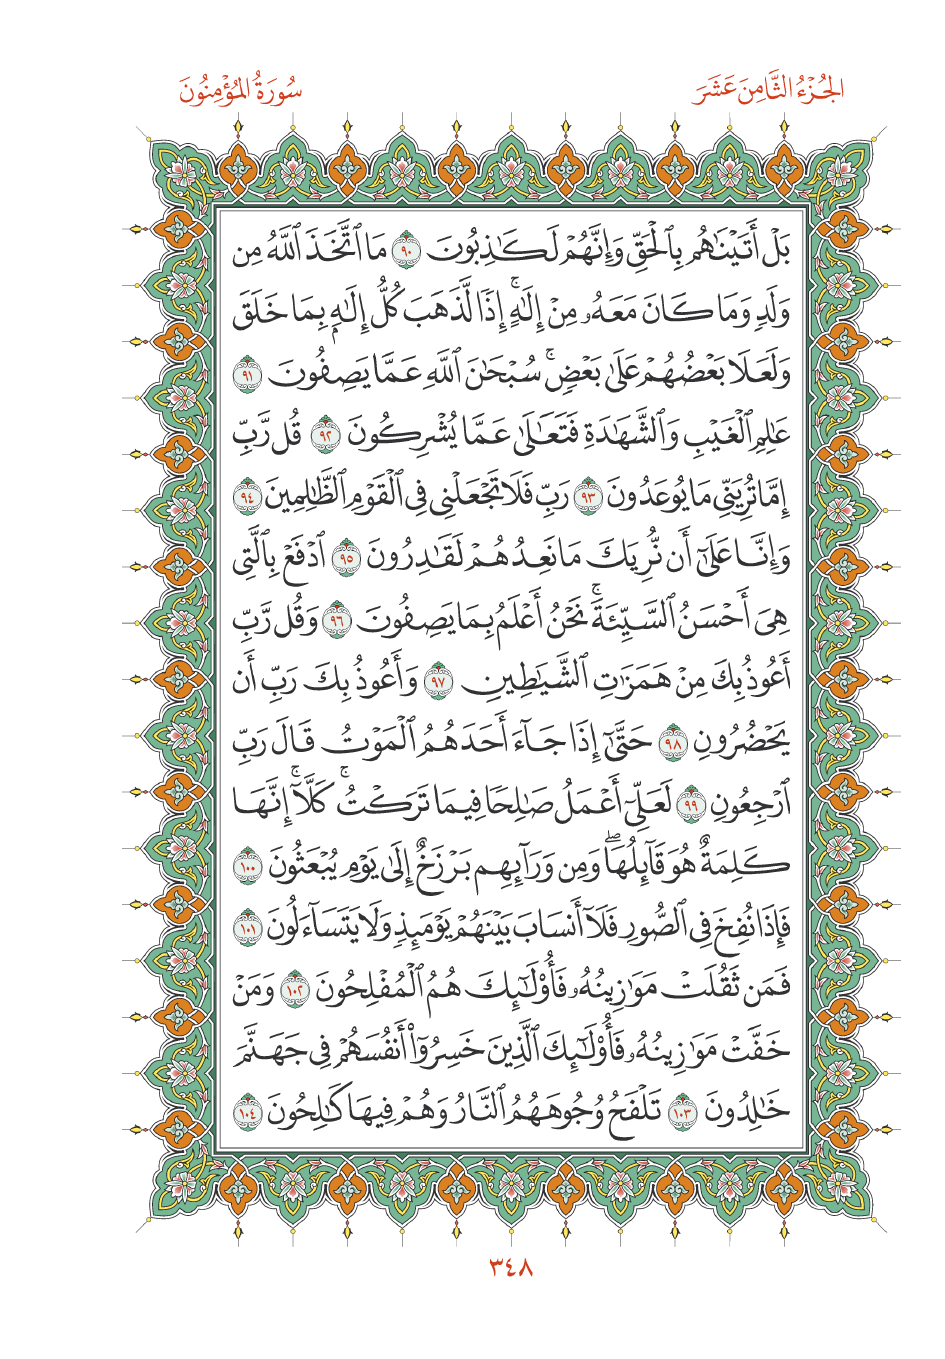 الجُزْءُ الثَّامِنَ عَشَرَ
سُورَةُ المُؤْمِنُونَ
بَلۡ أَتَيۡنَٰهُم بِٱلۡحَقِّ وَإِنَّهُمۡ لَكَٰذِبُونَ ٩٠ مَا ٱتَّخَذَ ٱللَّهُ مِن
وَلَدٖ وَمَا كَانَ مَعَهُۥ مِنۡ إِلَٰهٍۚ إِذٗا لَّذَهَبَ كُلُّ إِلَٰهِۭ بِمَا خَلَقَ
وَلَعَلَا بَعۡضُهُمۡ عَلَىٰ بَعۡضٖۚ سُبۡحَٰنَ ٱللَّهِ عَمَّا يَصِفُونَ ٩١
عَٰلِمِ ٱلۡغَيۡبِ وَٱلشَّهَٰدَةِ فَتَعَٰلَىٰ عَمَّا يُشۡرِكُونَ ٩٢ قُل رَّبِّ
إِمَّا تُرِيَنِّي مَا يُوعَدُونَ ٩٣ رَبِّ فَلَا تَجۡعَلۡنِي فِي ٱلۡقَوۡمِ ٱلظَّٰلِمِينَ ٩٤
وَإِنَّا عَلَىٰٓ أَن نُّرِيَكَ مَا نَعِدُهُمۡ لَقَٰدِرُونَ ٩٥ ٱدۡفَعۡ بِٱلَّتِي
هِيَ أَحۡسَنُ ٱلسَّيِّئَةَۚ نَحۡنُ أَعۡلَمُ بِمَا يَصِفُونَ ٩٦ وَقُل رَّبِّ
أَعُوذُ بِكَ مِنۡ هَمَزَٰتِ ٱلشَّيَٰطِينِ ٩٧ وَأَعُوذُ بِكَ رَبِّ أَن
يَحۡضُرُونِ ٩٨ حَتَّىٰٓ إِذَا جَآءَ أَحَدَهُمُ ٱلۡمَوۡتُ قَالَ رَبِّ
ٱرۡجِعُونِ ٩٩ لَعَلِّيٓ أَعۡمَلُ صَٰلِحٗا فِيمَا تَرَكۡتُۚ كَلَّآۚ إِنَّهَا
كَلِمَةٌ هُوَ قَآئِلُهَاۖ وَمِن وَرَآئِهِم بَرۡزَخٌ إِلَىٰ يَوۡمِ يُبۡعَثُونَ ١٠٠
فَإِذَا نُفِخَ فِي ٱلصُّورِ فَلَآ أَنسَابَ بَيۡنَهُمۡ يَوۡمَئِذٖ وَلَا يَتَسَآءَلُونَ ١٠١
فَمَن ثَقُلَتۡ مَوَٰزِينُهُۥ فَأُوْلَٰٓئِكَ هُمُ ٱلۡمُفۡلِحُونَ ١٠٢ وَمَنۡ
خَفَّتۡ مَوَٰزِينُهُۥ فَأُوْلَٰٓئِكَ ٱلَّذِينَ خَسِرُوٓاْ أَنفُسَهُمۡ فِي جَهَنَّمَ
خَٰلِدُونَ ١٠٣ تَلۡفَحُ وُجُوهَهُمُ ٱلنَّارُ وَهُمۡ فِيهَا كَٰلِحُونَ ١٠٤
٣٤٨